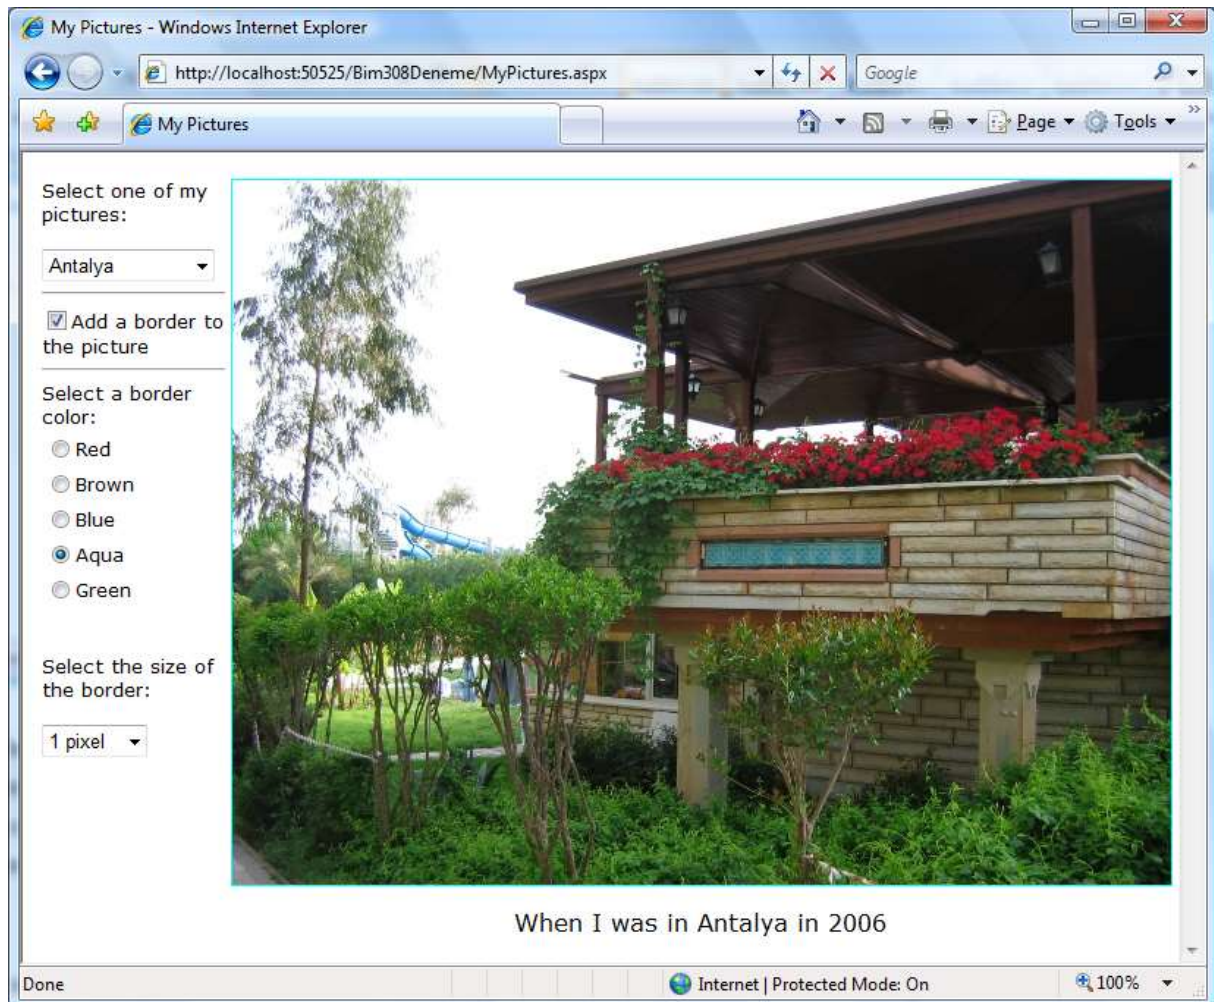 My Pictures - Windows Internet Explorer
http://localhost:50525/Bim308Deneme/MyPictures.aspx
Google
My Pictures
Page
Tools
Select one of my
pictures:
Antalya
Add a border to
the picture
Select a border
color:
Red
Brown
Blue
Aqua
Green
Select the size of
the border:
1 pixel
When I was in Antalya in 2006
Done
Internet | Protected Mode: On
100%